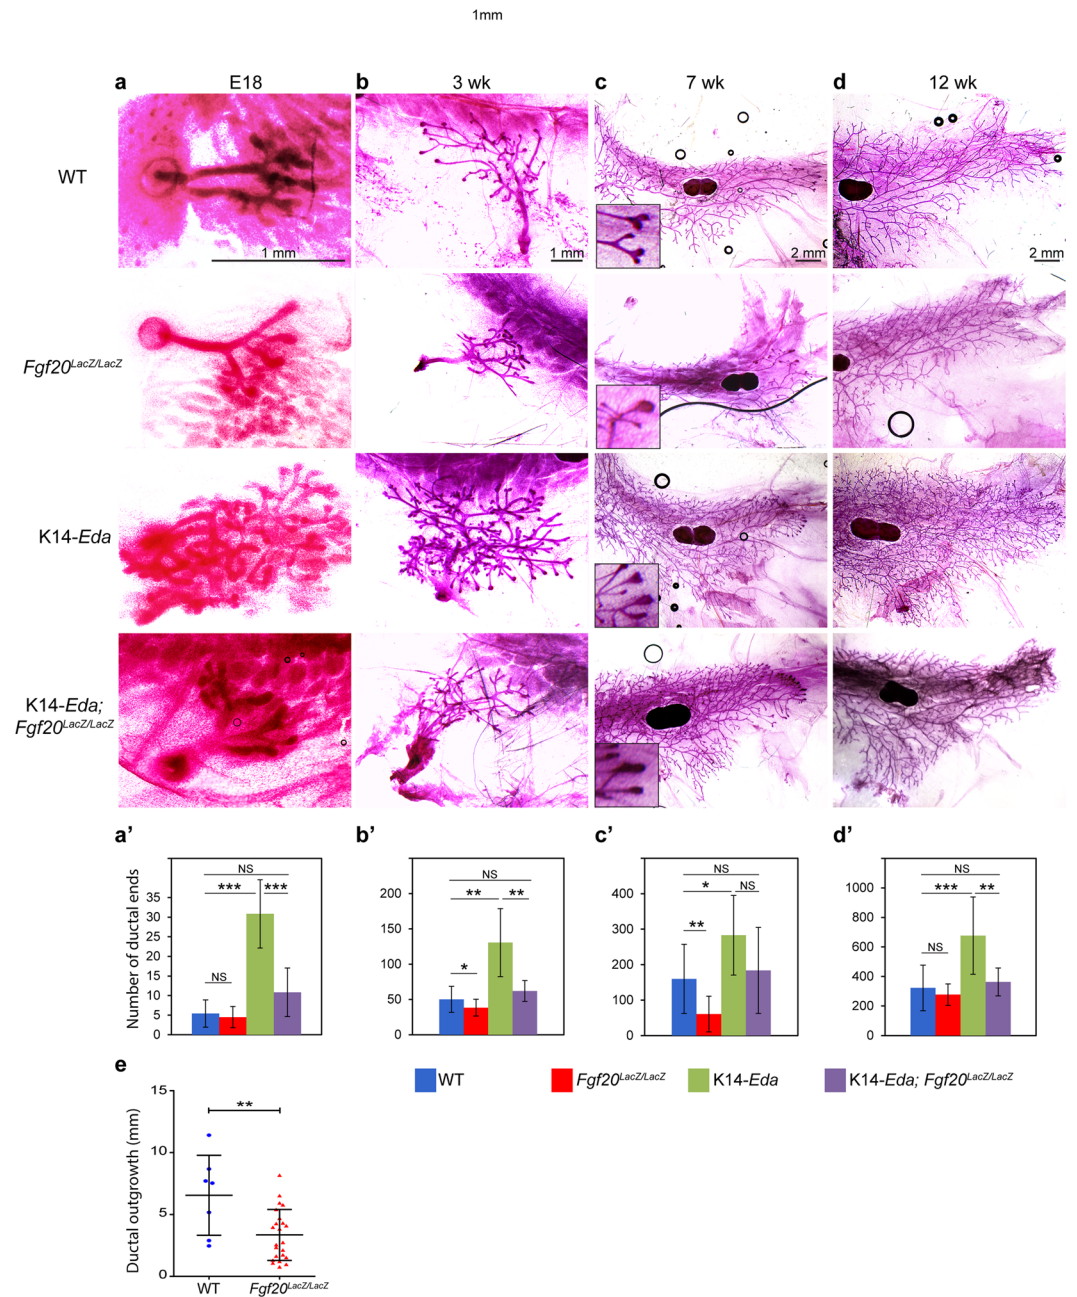 1mm
a E18 b 3 wk c 7 wk d 12 wk
WT
1 mm 1 mm 2 mm 2 mm
Fgf20LacZ/LacZ
K14-Eda
K14-Eda;
Fgf20LacZ/LacZ
a’ b’ c’ d’
Number of ductal ends
NS
*** ***
NS
35
30
25
20
15
10
5
0
NS
** **
*
200
150
100
50
0
NS
* NS
**
400
300
200
100
0
NS
*** **
NS
1000
800
600
400
200
0
WT Fgf20LacZ/LacZ K14-Eda K14-Eda; Fgf20LacZ/LacZ
e
Ductal outgrowth (mm)
15
10
5
0
**
WT Fgf20LacZ/LacZ